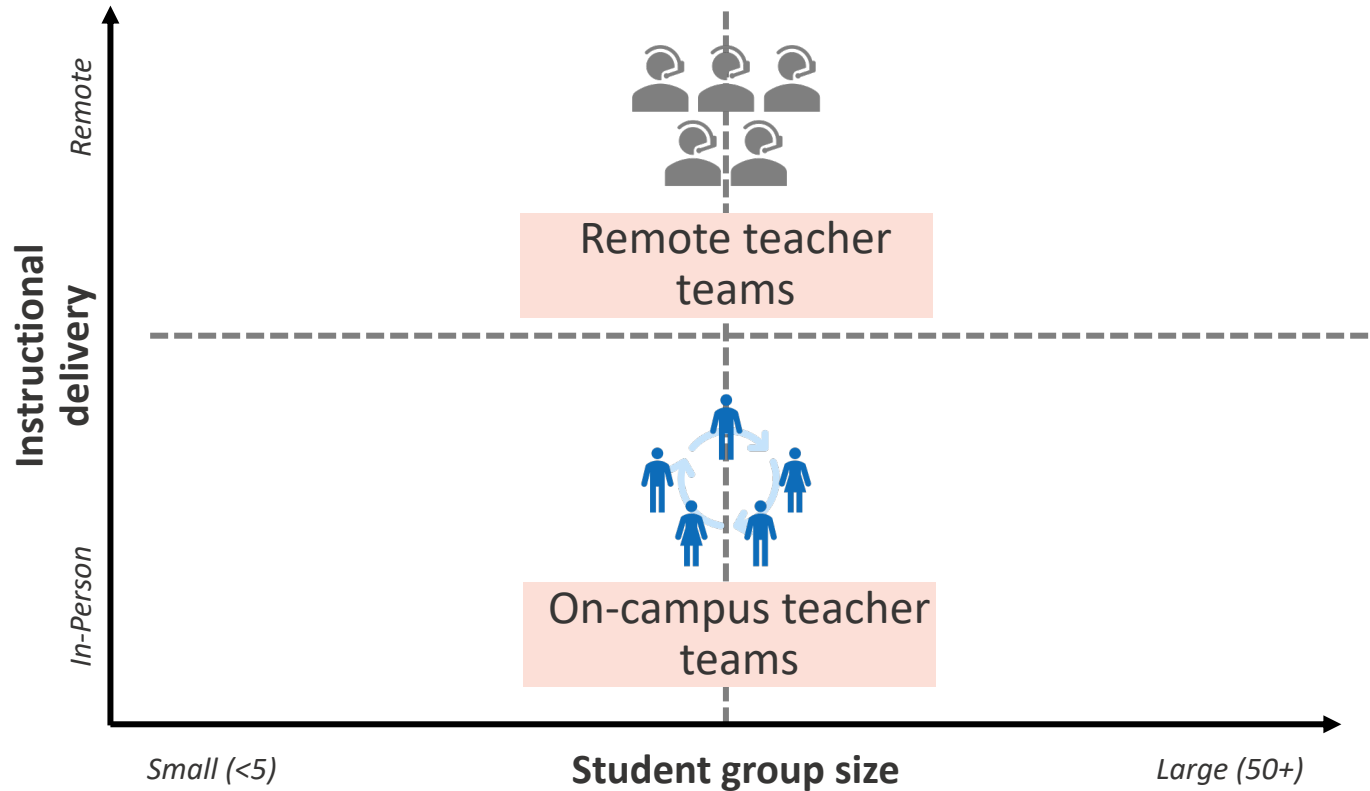 Remote
Remote teacher
teams
Instructional
delivery
On-campus teacher
teams
In-Person
Small (<5)
Student group size
Large (50+)